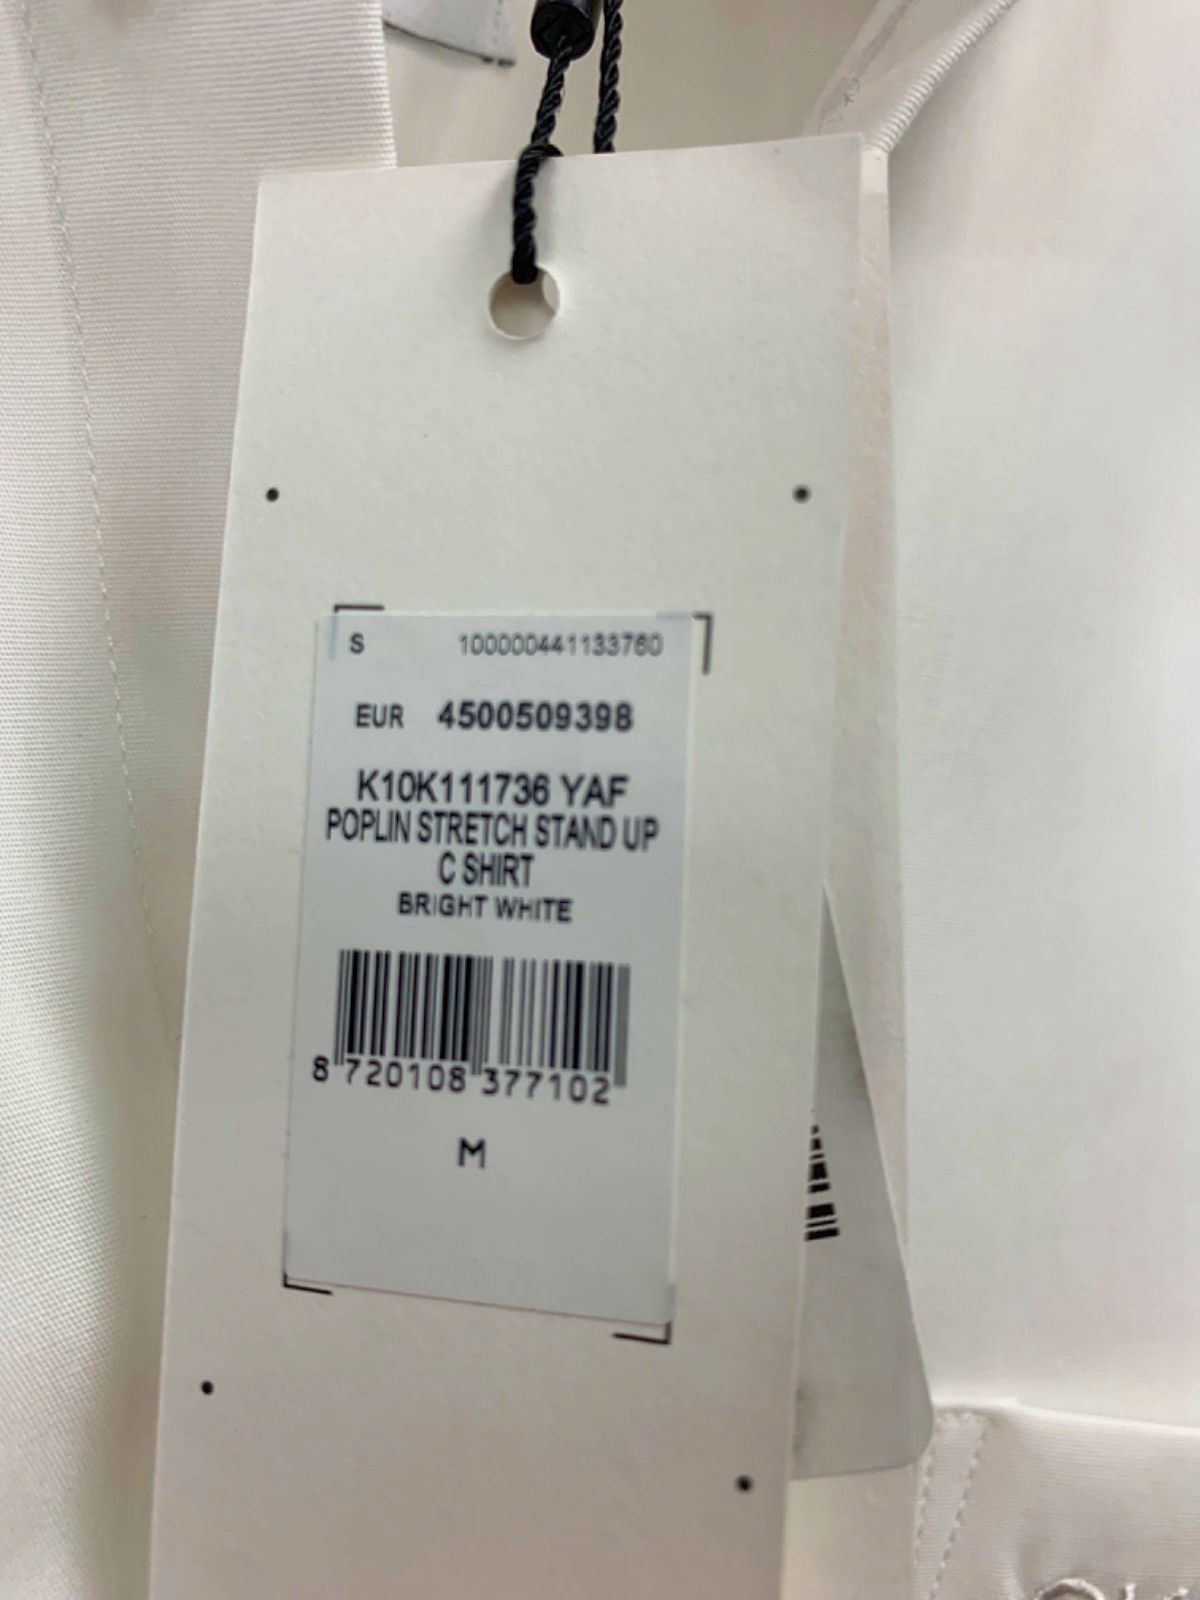 S 100000441133760
EUR 4500509398
K10K111736 YAF
POPLIN STRETCH STAND UP
C SHIRT
BRIGHT WHITE
8 720108 377102
M